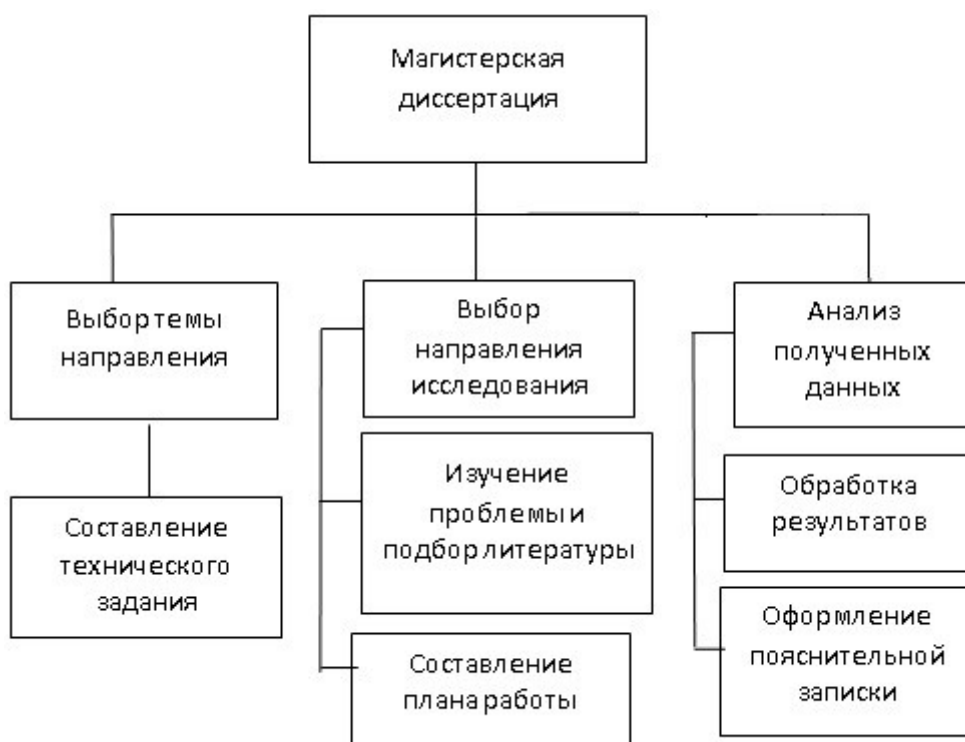 Магистерская
диссертация
Выбор темы
направления
Составление
технического
задания
Выбор
направления
исследования
Изучение
проблемы и
подбор литературы
Составление
плана работы
Анализ
полученных
данных
Обработка
результатов
Оформление
пояснительной
записки